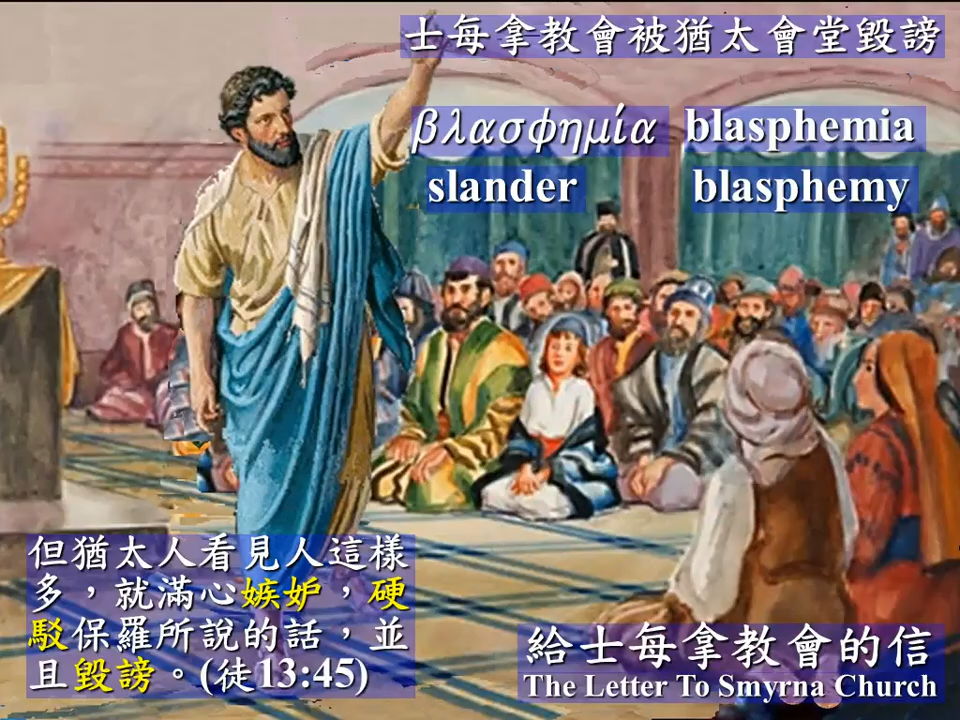 士每拿教會被猶太會堂毀謗
βλασφημία blasphemia
slander blasphemy
但猶太人看見人這樣
多，就滿心嫉妒，硬
駁保羅所說的話，並
且毀謗。(徒13:45)
給士每拿教會的信
The Letter To Smyrna Church